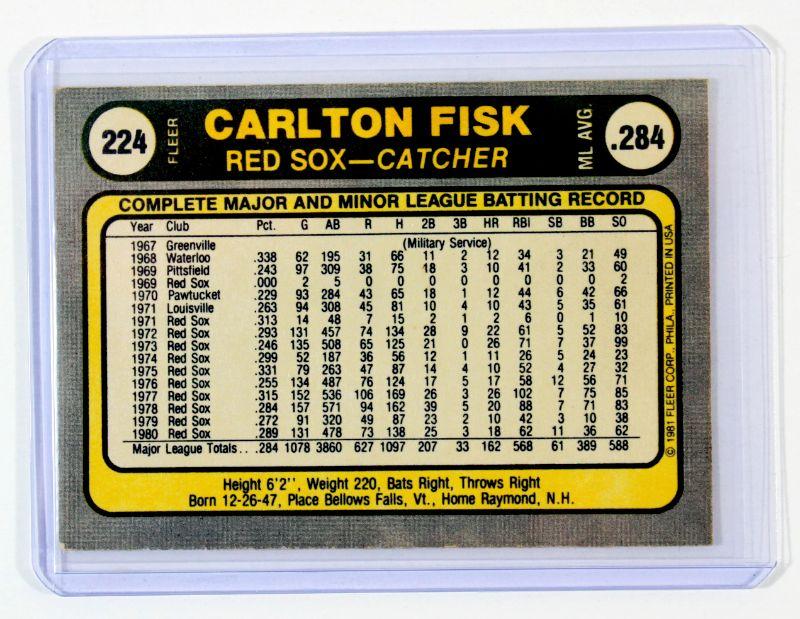 224 FLEER CARLTON FISK ML AVG. .284
RED SOX—CATCHER
COMPLETE MAJOR AND MINOR LEAGUE BATTING RECORD
Year Club Pct. G AB R H 2B 3B HR RBI SB BB SO
1967 Greenville (Military Service)
1968 Waterloo .338 62 195 31 66 11 2 12 34 3 21 49
1969 Pittsfield .243 97 309 38 75 18 3 10 41 2 33 60
1969 Red Sox .000 2 5 0 0 0 0 0 0 0 0 2
1970 Pawtucket .229 93 284 43 65 18 1 12 44 6 42 66
1971 Louisville .263 94 308 45 81 10 4 10 43 5 35 61
1971 Red Sox .313 14 48 7 15 2 1 2 6 0 1 10
1972 Red Sox .293 131 457 74 134 28 9 22 61 5 52 83
1973 Red Sox .246 135 508 65 125 21 0 26 71 7 37 99
1974 Red Sox .299 52 187 36 56 12 1 11 26 5 24 23
1975 Red Sox .331 79 263 47 87 14 4 10 52 4 27 32
1976 Red Sox .255 134 487 76 124 17 5 17 58 12 56 71
1977 Red Sox .315 152 536 106 169 26 3 26 102 7 75 85
1978 Red Sox .284 157 571 94 162 39 5 20 88 7 71 83
1979 Red Sox .272 91 320 49 87 23 2 10 42 3 10 38
1980 Red Sox .289 131 478 73 138 25 3 18 62 11 36 62
Major League Totals . . .284 1078 3860 627 1097 207 33 162 568 61 389 588
Height 6'2'', Weight 220, Bats Right, Throws Right
Born 12-26-47, Place Bellows Falls, Vt., Home Raymond, N.H.
© 1981 FLEER CORP., PHILA., PRINTED IN USA